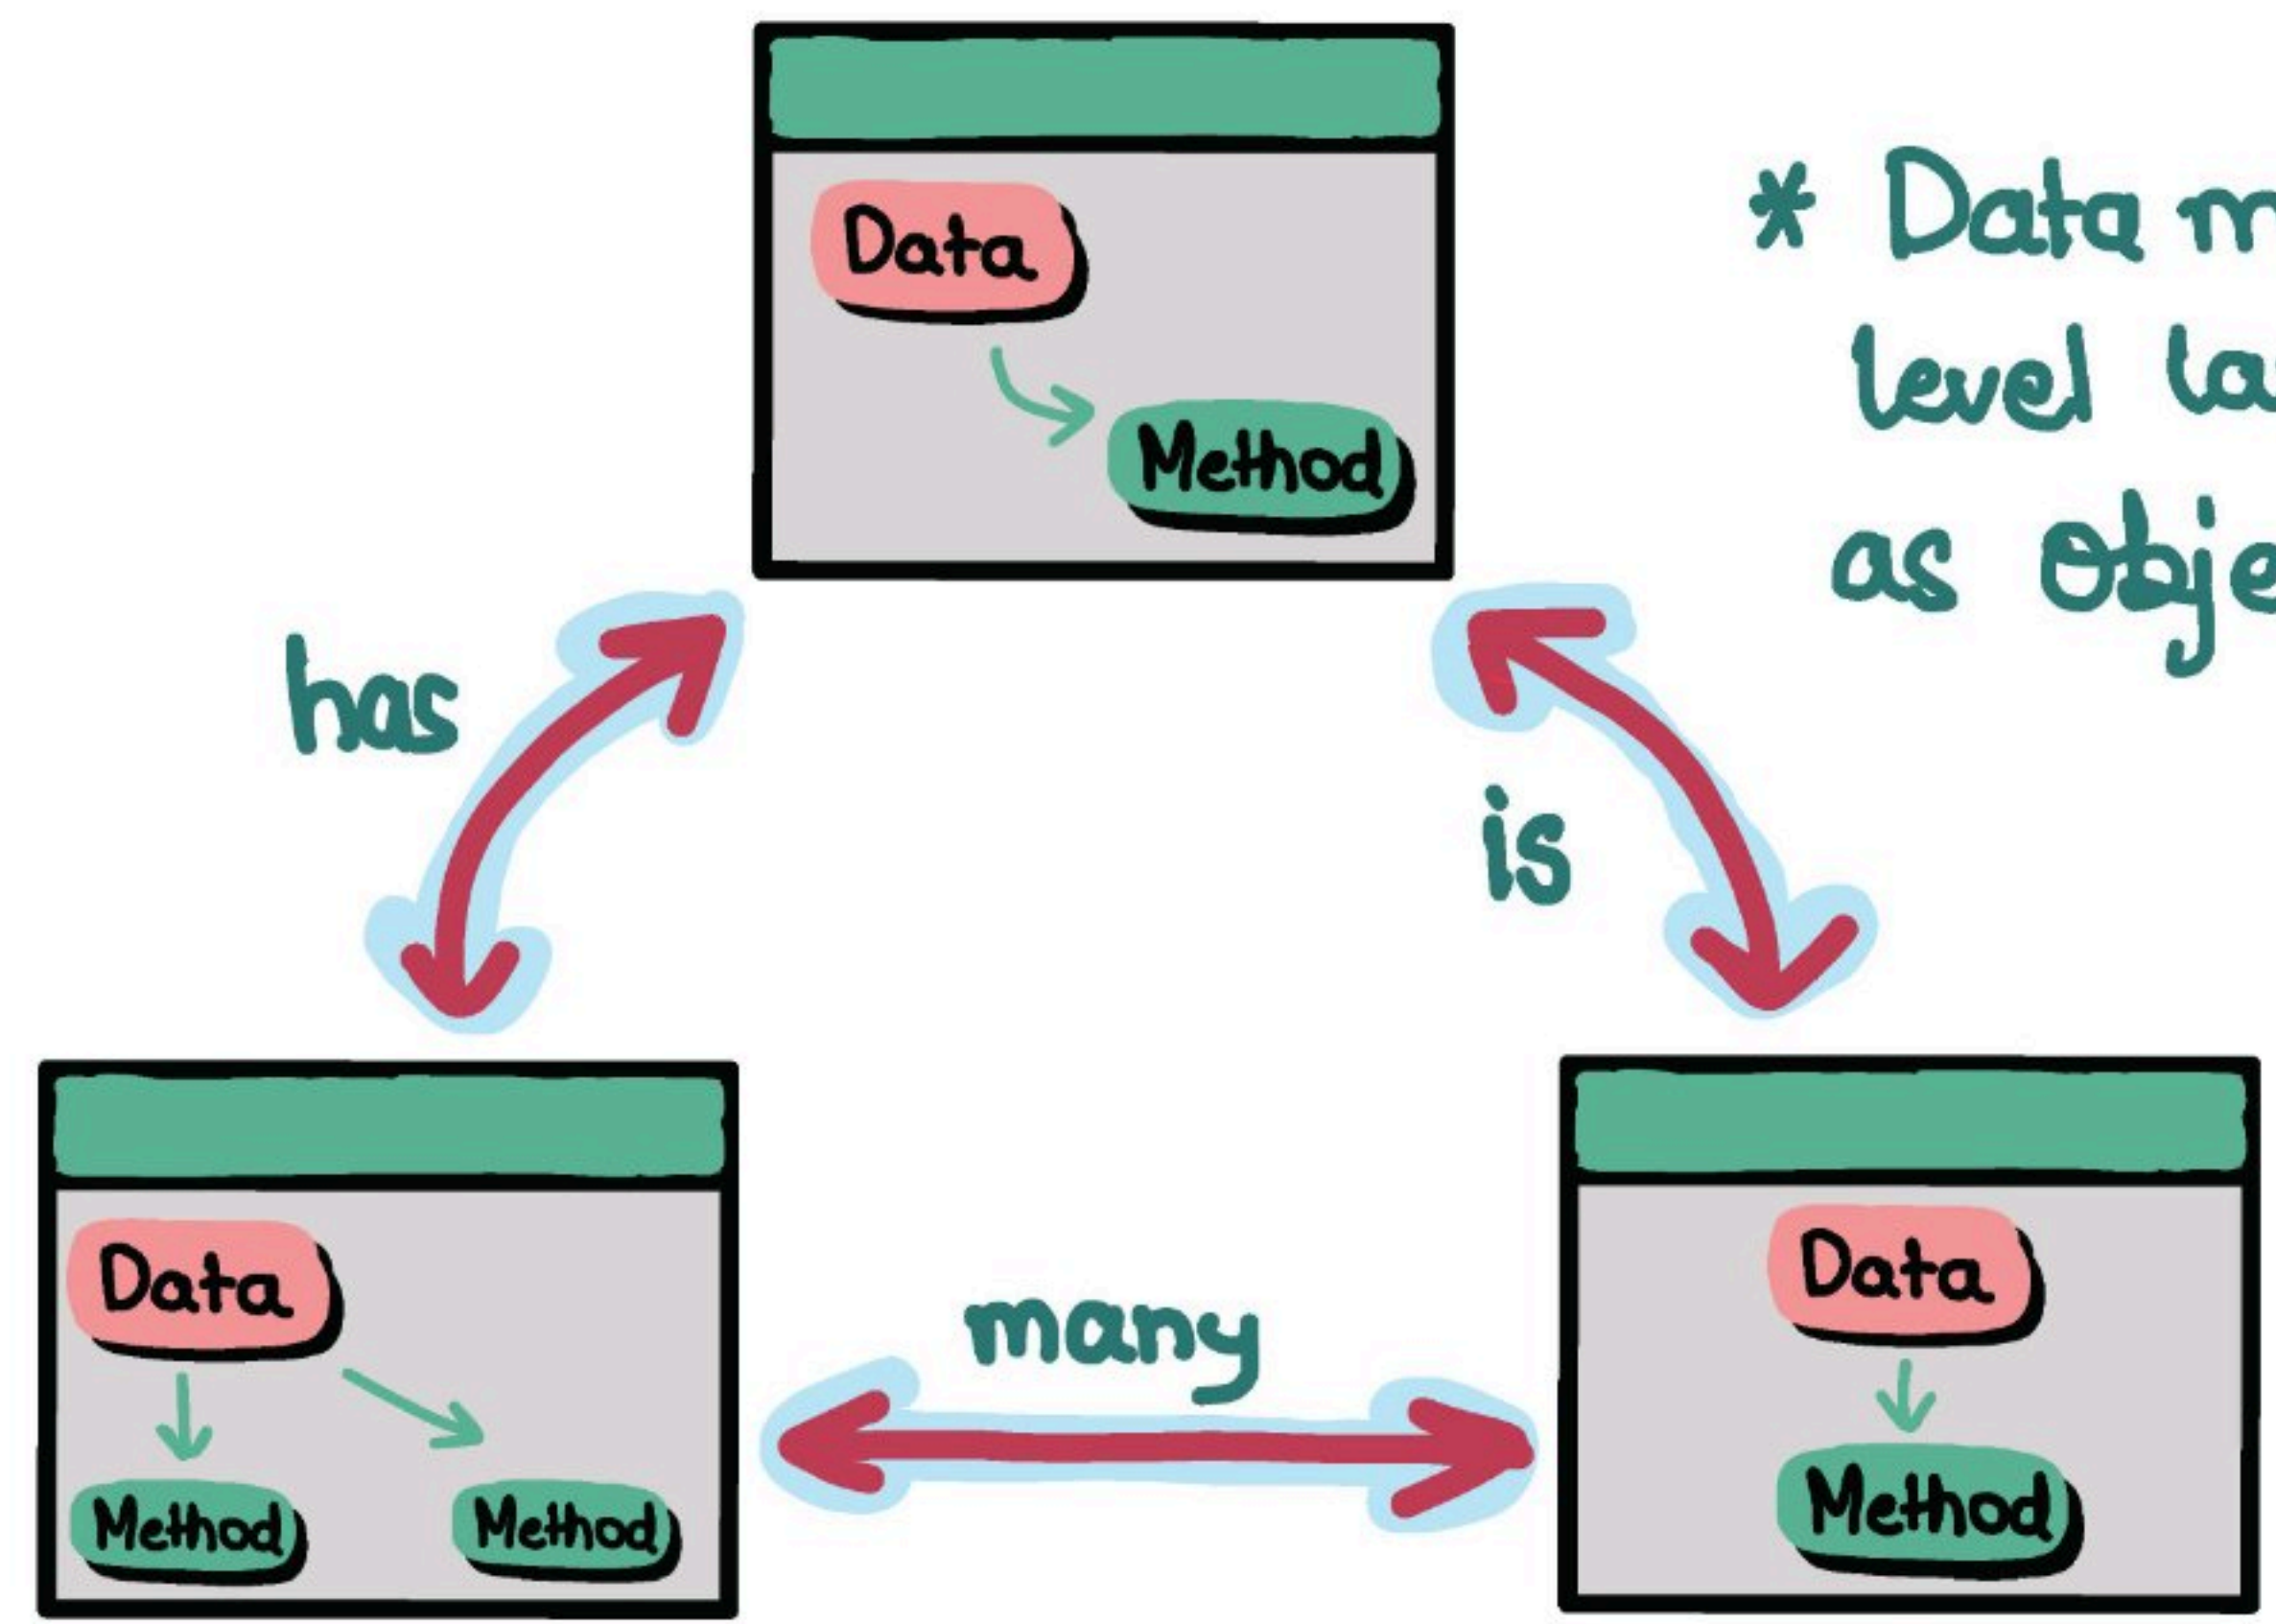 Data
* Data m
level la
Method
as Obje
has
is
Data
Data
many
Method
Method
Method